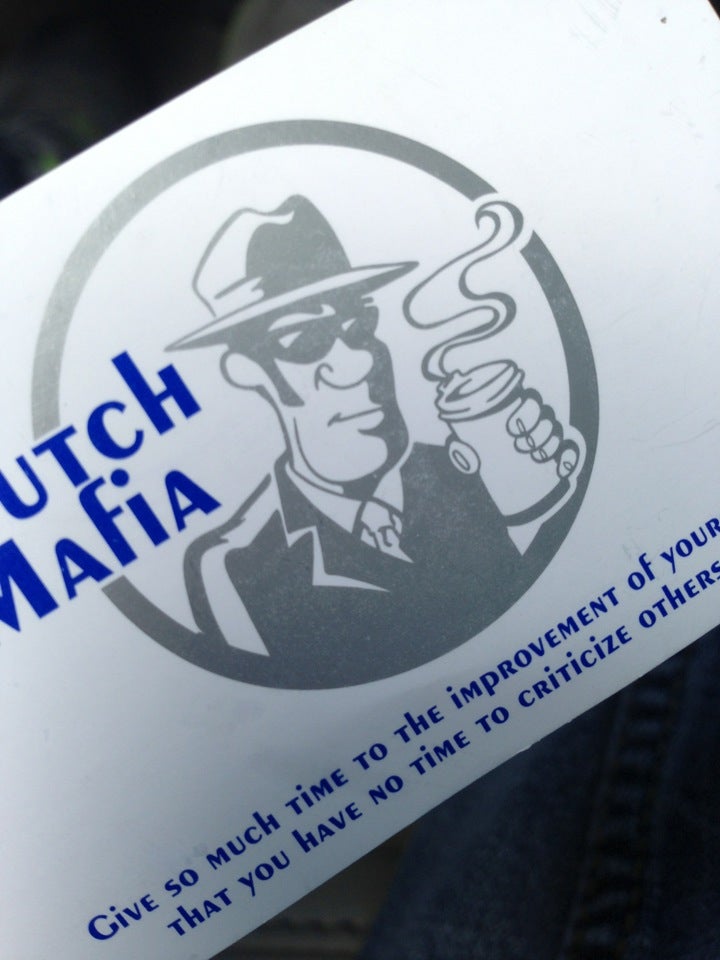 UTCH
MAFIA
GIVE SO MUCH TIME TO THE IMPROVEMENT OF YOUR
THAT YOU HAVE NO TIME TO CRITICIZE OTHERS